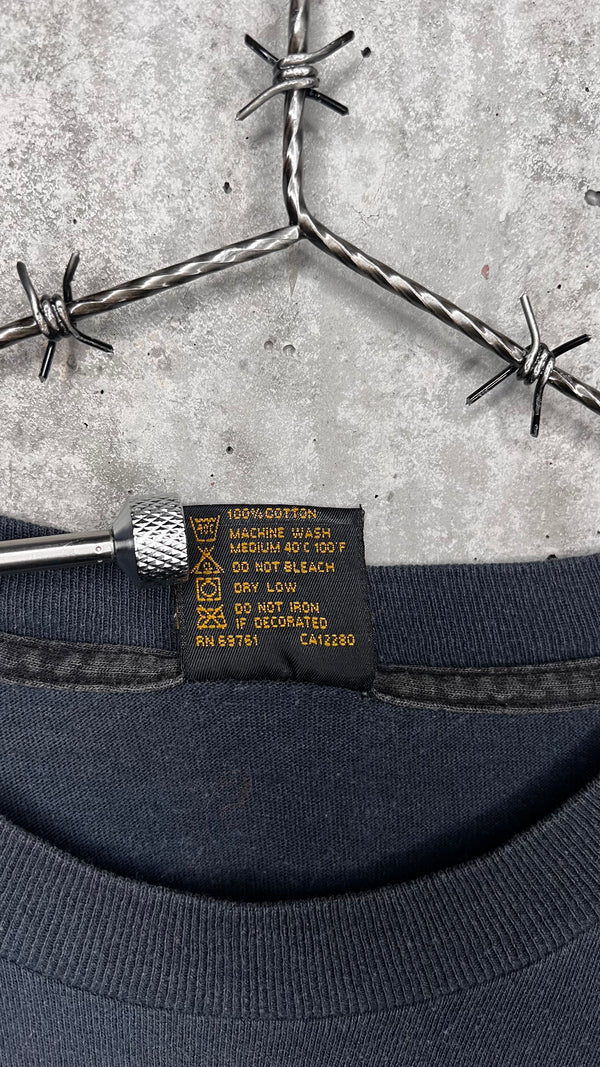 100% COTTON
40C
MACHINE WASH
MEDIUM 40°C 100°F
DO NOT BLEACH
DRY LOW
DO NOT IRON
IF DECORATED
RN 69761 CA12280